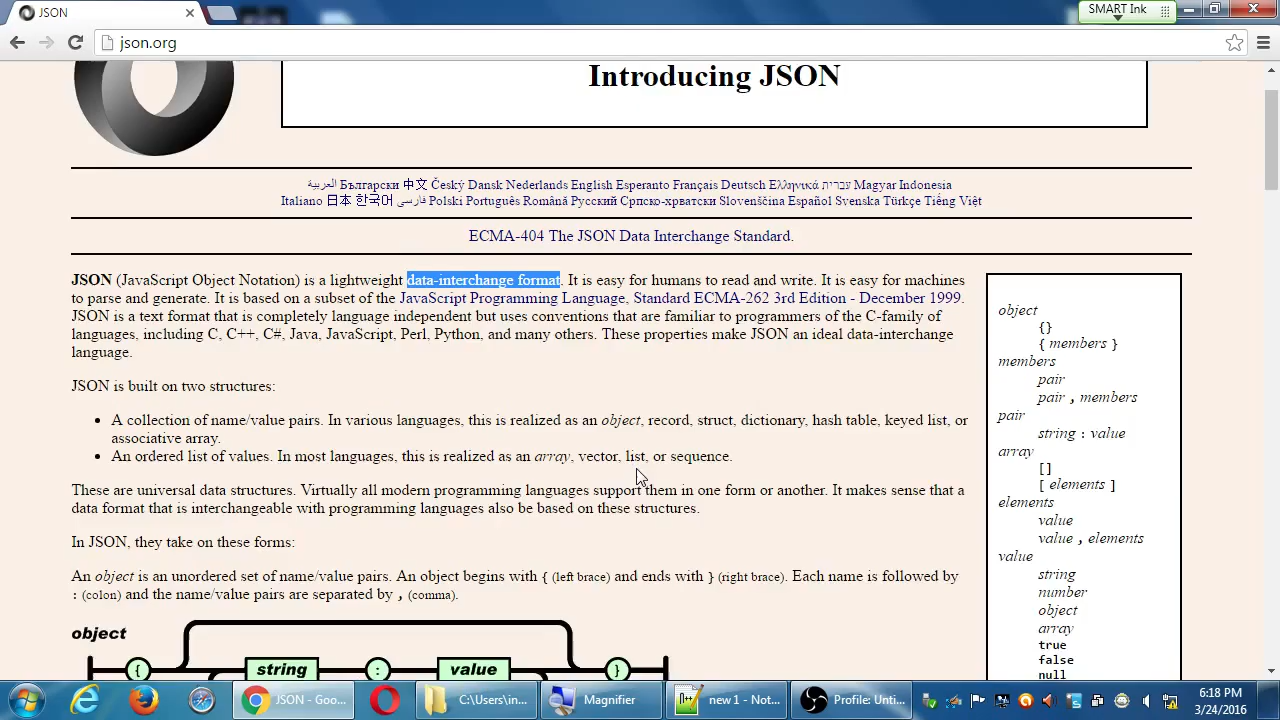 JSON
SMART Ink
json.org
Introducing JSON
العربية Български 中文 Český Dansk Nederlands English Esperanto Français Deutsch Ελληνικά עברית Magyar Indonesia
Italiano 日本 한국어 فارسی Polski Português Română Русский Српско-хрватски Slovenščina Español Svenska Türkçe Tiếng Việt
ECMA-404 The JSON Data Interchange Standard.
JSON (JavaScript Object Notation) is a lightweight data-interchange format. It is easy for humans to read and write. It is easy for machines
to parse and generate. It is based on a subset of the JavaScript Programming Language, Standard ECMA-262 3rd Edition - December 1999.
JSON is a text format that is completely language independent but uses conventions that are familiar to programmers of the C-family of
languages, including C, C++, C#, Java, JavaScript, Perl, Python, and many others. These properties make JSON an ideal data-interchange
language.
JSON is built on two structures:
• A collection of name/value pairs. In various languages, this is realized as an object, record, struct, dictionary, hash table, keyed list, or
associative array.
• An ordered list of values. In most languages, this is realized as an array, vector, list, or sequence.
These are universal data structures. Virtually all modern programming languages support them in one form or another. It makes sense that a
data format that is interchangeable with programming languages also be based on these structures.
In JSON, they take on these forms:
An object is an unordered set of name/value pairs. An object begins with { (left brace) and ends with } (right brace). Each name is followed by
: (colon) and the name/value pairs are separated by , (comma).
object
{ string : value }
object
{}
{ members }
members
pair
pair , members
pair
string : value
array
[]
[ elements ]
elements
value
value , elements
value
string
number
object
array
true
false
null
JSON - Goo...
C:\Users\in...
Magnifier
new 1 - Not...
Profile: Unti...
6:18 PM
3/24/2016